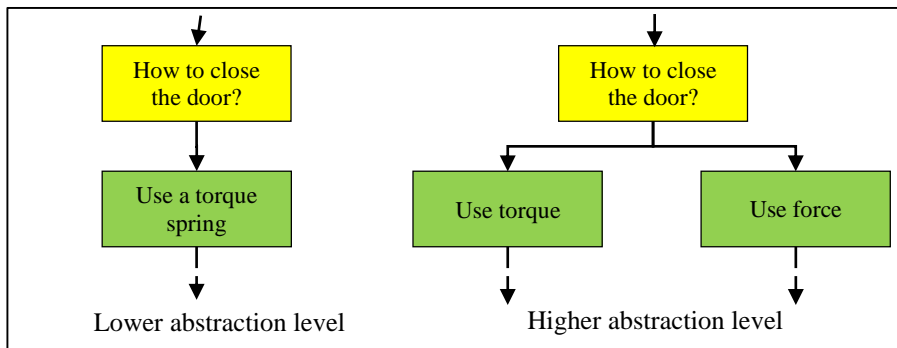 How to close
the door?
Use a torque
spring
Lower abstraction level
How to close
the door?
Use torque
Use force
Higher abstraction level